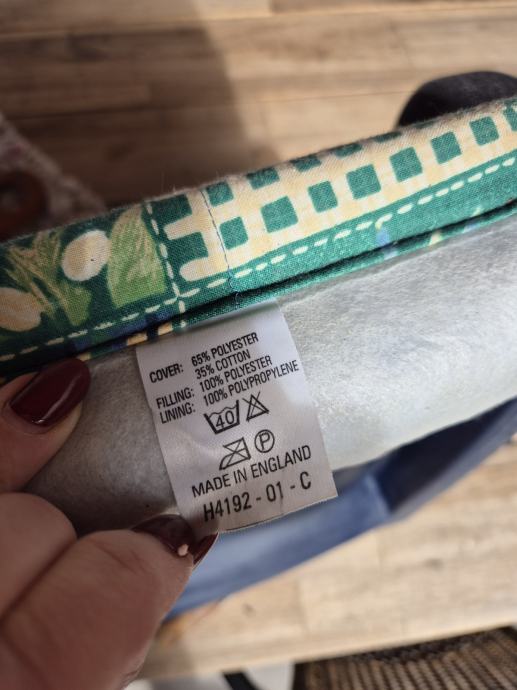 COVER: 65% POLYESTER
35% COTTON
FILLING: 100% POLYESTER
LINING: 100% POLYPROPYLENE
40
P
MADE IN ENGLAND
H4192 - 01 - C